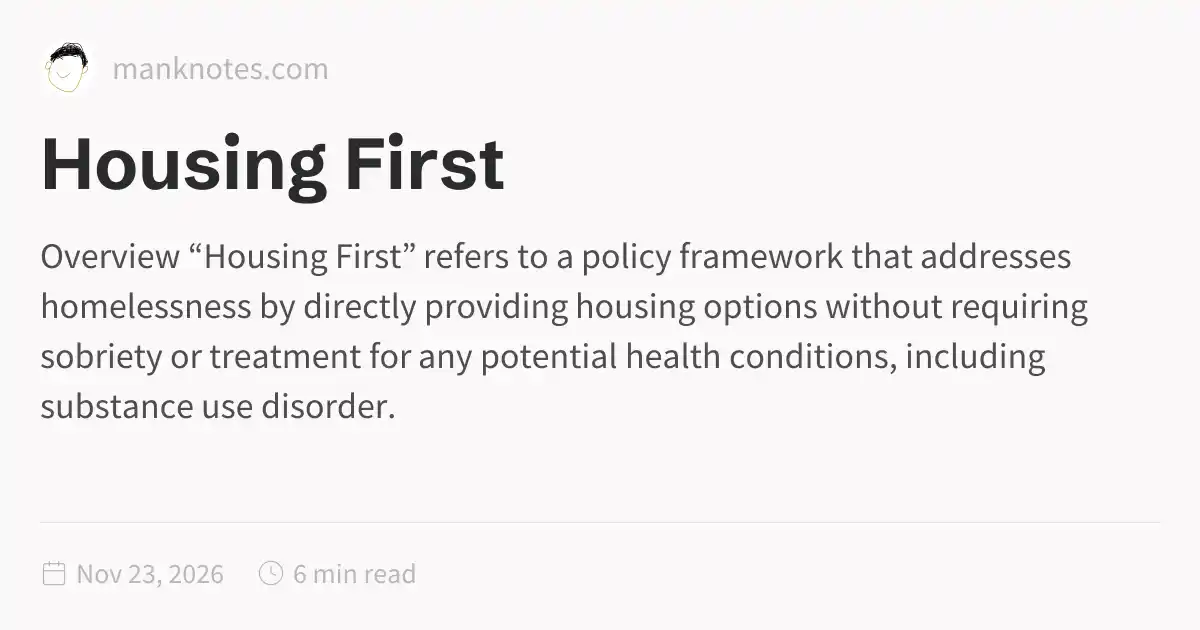 manknotes.com
Housing First
Overview “Housing First” refers to a policy framework that addresses
homelessness by directly providing housing options without requiring
sobriety or treatment for any potential health conditions, including
substance use disorder.
Nov 23, 2026 6 min read